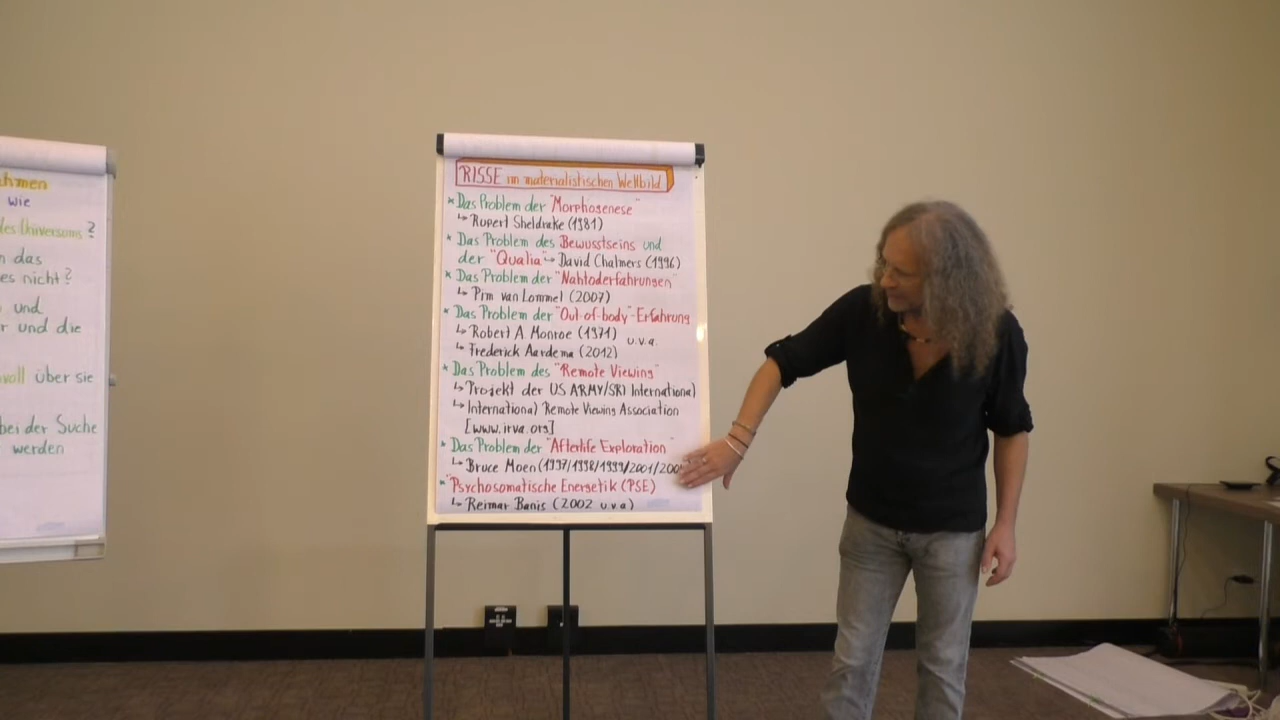 ahmen
wie
des Universums?
n das
es nicht?
und
r und die
voll über sie
bei der Suche
werden
RISSE im materialistischen Weltbild
* Das Problem der "Morphogenese"
↳ Rupert Sheldrake (1981)
* Das Problem des Bewusstseins und
der "Qualia" ↪ David Chalmers (1996)
* Das Problem der "Nahtoderfahrungen"
↳ Pim van Lommel (2007)
* Das Problem der "Out-of-body"-Erfahrung
↳ Robert A. Monroe (1971) u.v.a.
↳ Frederick Aardema (2012)
* Das Problem des "Remote Viewing"
↳ Projekt der US ARMY/SRI International
↳ International Remote Viewing Association
[www.irva.org]
* Das Problem der "Afterlife Exploration"
↳ Bruce Moen (1997/1998/1999/2001/200
* "Psychosomatische Energetik (PSE)
↳ Reimar Banis (2002 u.v.a)